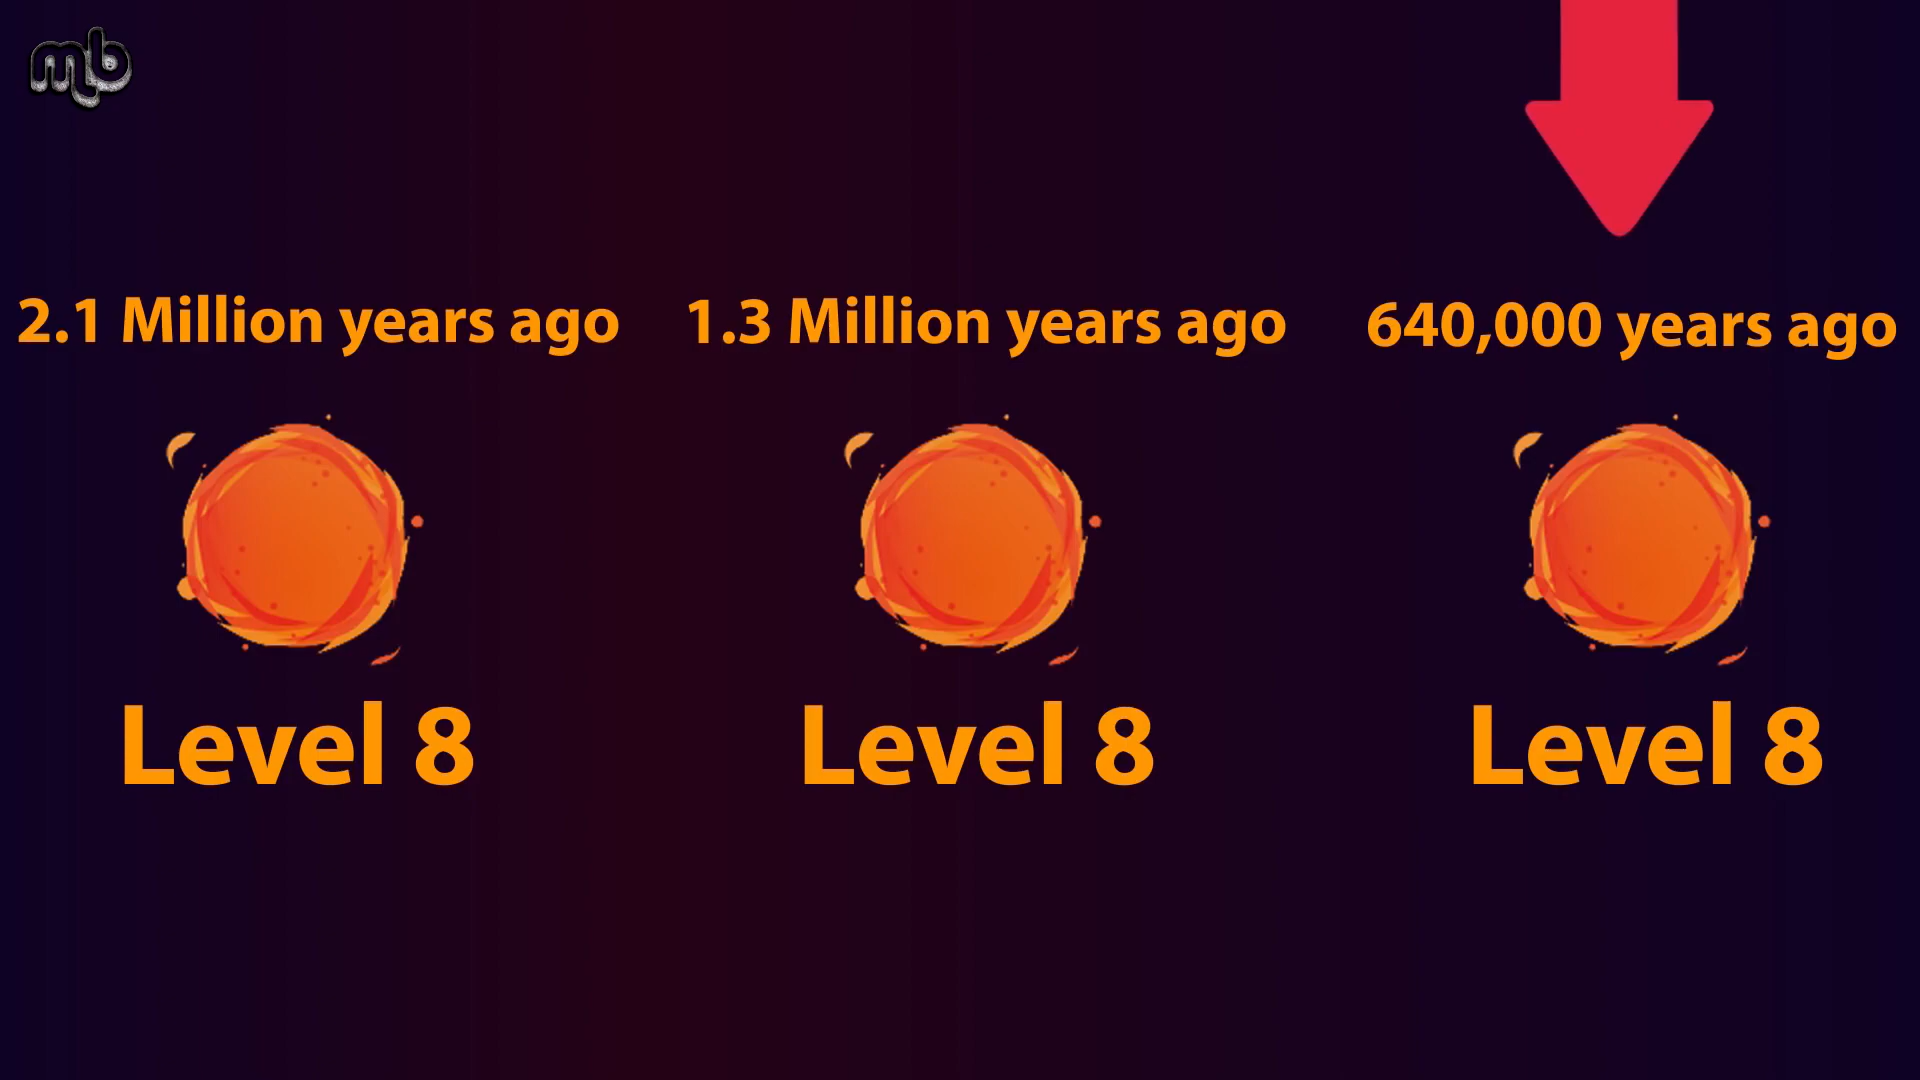 mb
2.1 Million years ago
1.3 Million years ago
640,000 years ago
Level 8
Level 8
Level 8